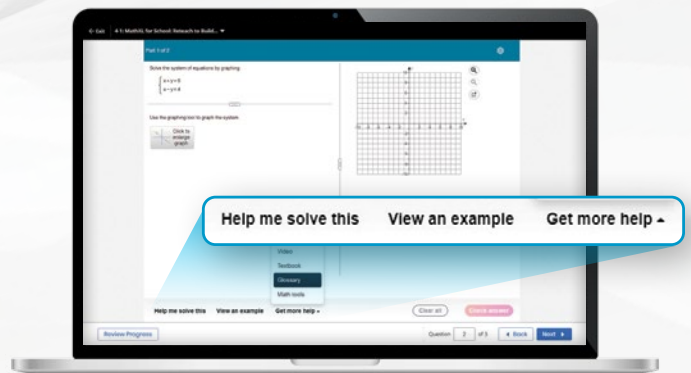 Exit 4-1: MathXL for School: Reteach to Build...
Part 1 of 2
Solve the system of equations by graphing.
x + y = 8
x − y = 4
Use the graphing tool to graph the system.
Click to
enlarge
graph
Help me solve this View an example Get more help
Video
Textbook
Glossary
Math tools
Help me solve this View an example Get more help
Clear all Check answer
Review Progress Question 2 of 3 Back Next